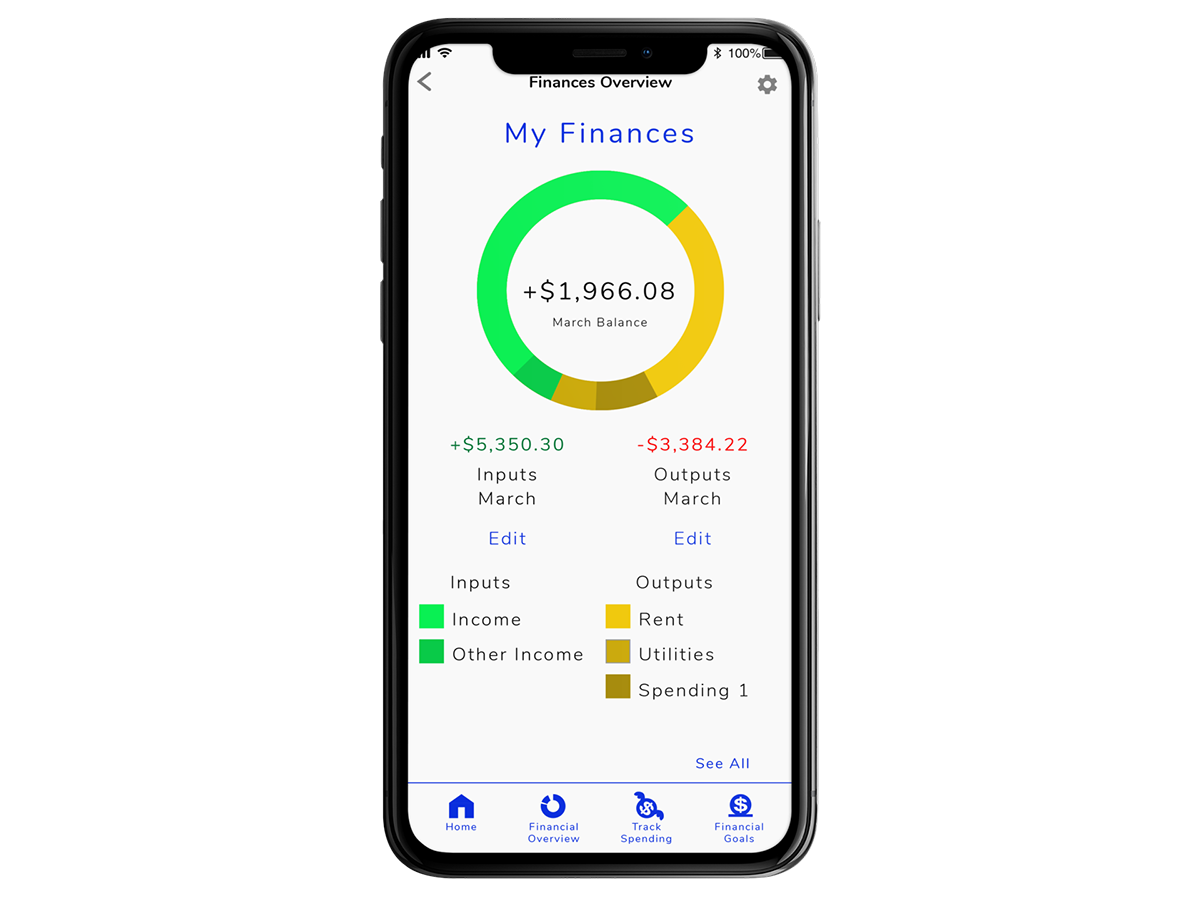 100%
Finances Overview
My Finances
+$1,966.08
March Balance
+$5,350.30
Inputs
March
Edit
-$3,384.22
Outputs
March
Edit
Inputs
Income
Other Income
Outputs
Rent
Utilities
Spending 1
See All
Home
Financial
Overview
Track
Spending
Financial
Goals